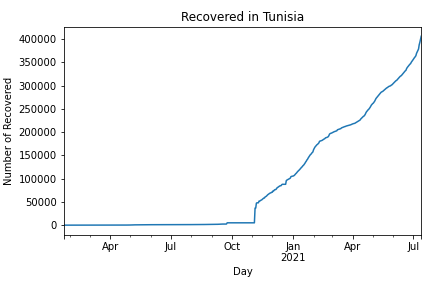 Recovered in Tunisia
Number of Recovered
400000
350000
300000
250000
200000
150000
100000
50000
0
Apr
Jul
Oct
Jan
2021
Apr
Jul
Day